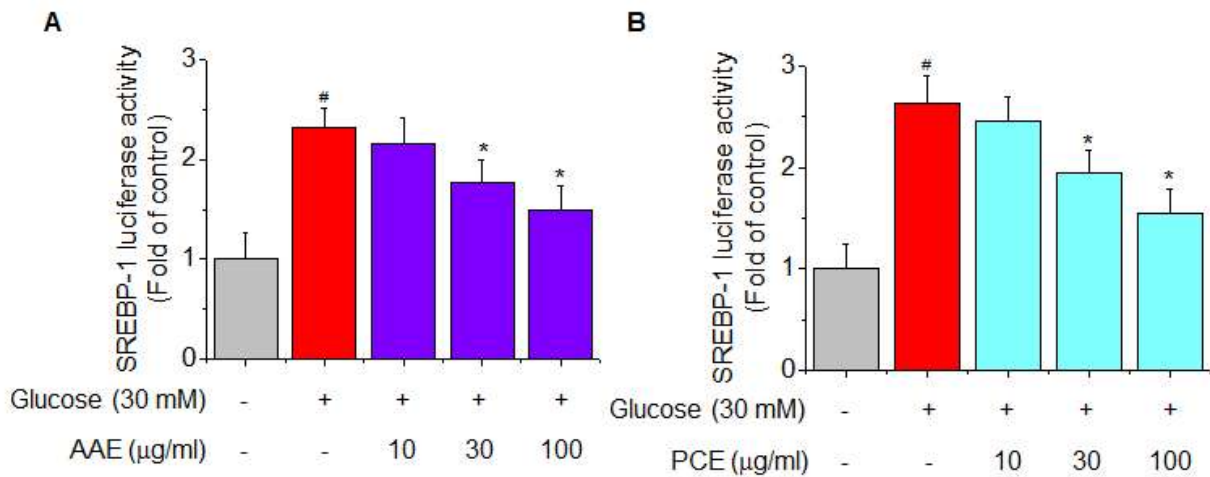 A
SREBP-1 luciferase activity
(Fold of control)
3
2
1
0
#
*
*
Glucose (30 mM) - + + + +
AAE (μg/ml) - - 10 30 100
B
SREBP-1 luciferase activity
(Fold of control)
3
2
1
0
#
*
*
Glucose (30 mM) - + + + +
PCE (μg/ml) - - 10 30 100